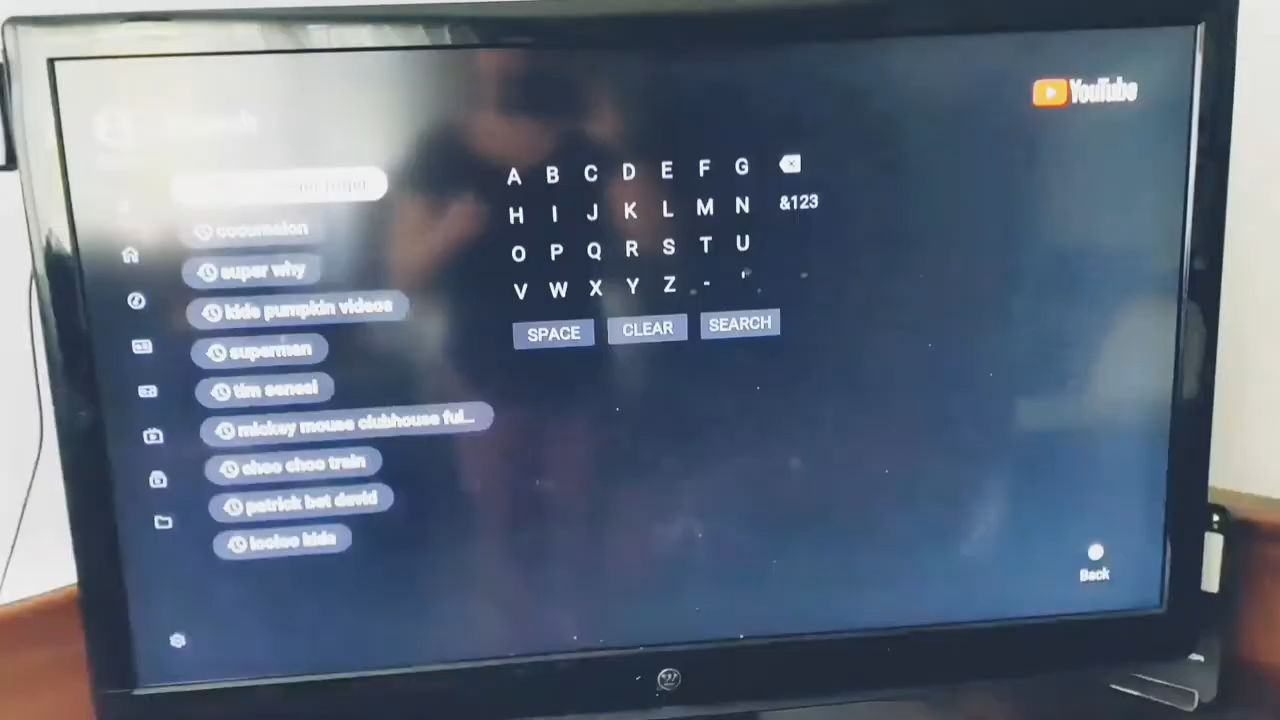 YouTube
A B C D E F G
H I J K L M N &123
O P Q R S T U
V W X Y Z - '
SPACE CLEAR SEARCH
cocomelon
super why
kids pumpkin videos
superman
tim
mickey mouse clubhouse ful...
choo choo train
patrick bet david
looloo kids
Back